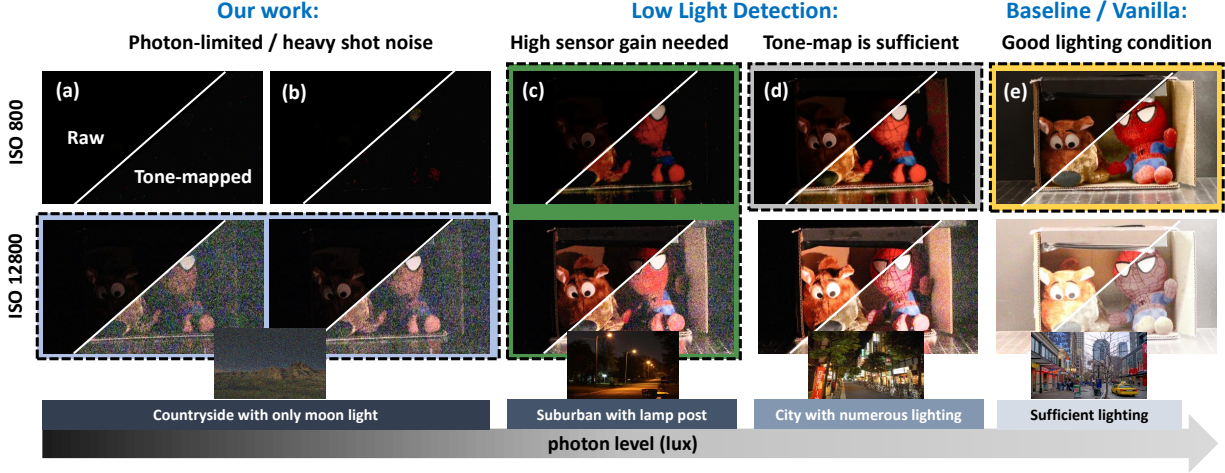 Our work:
Low Light Detection:
Baseline / Vanilla:
Photon-limited / heavy shot noise
High sensor gain needed
Tone-map is sufficient
Good lighting condition
(a)
(b)
(c)
(d)
(e)
ISO 800
Raw
Tone-mapped
ISO 12800
Countryside with only moon light
Suburban with lamp post
City with numerous lighting
Sufficient lighting
photon level (lux)